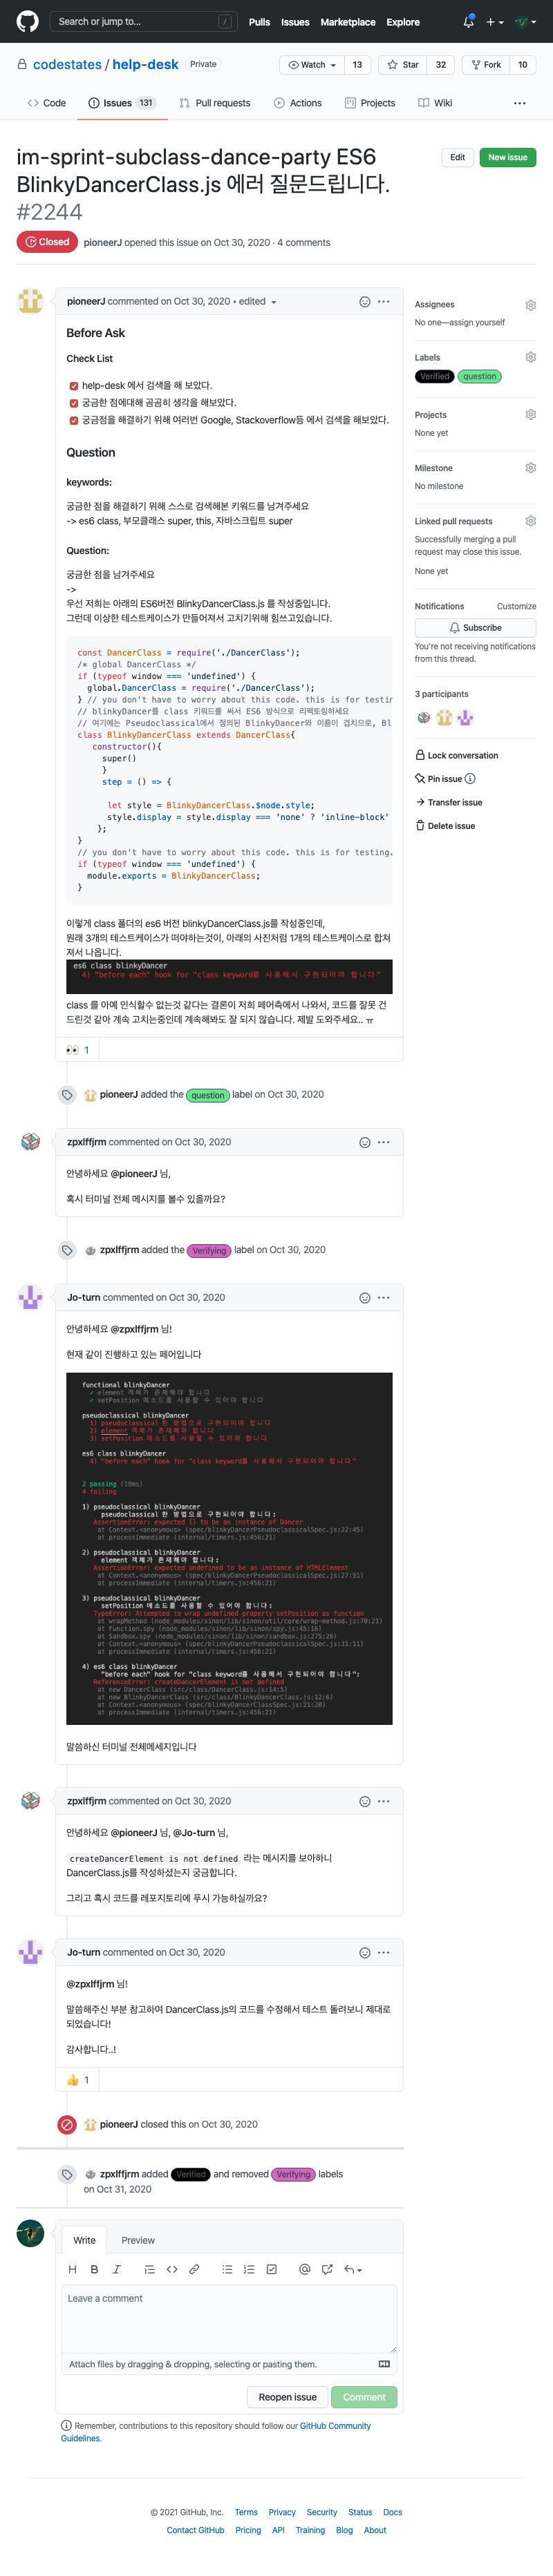 Search or jump to...
/
Pulls Issues Marketplace Explore
codestates / help-desk Private
Watch 13
Star 32
Fork 10
Code
Issues 131
Pull requests
Actions
Projects
Wiki
im-sprint-subclass-dance-party ES6
BlinkyDancerClass.js 에러 질문드립니다.
#2244
Edit
New issue
Closed
pioneerJ opened this issue on Oct 30, 2020 · 4 comments
pioneerJ commented on Oct 30, 2020 • edited
Before Ask
Check List
help-desk 에서 검색을 해 보았다.
궁금한 점에대해 곰곰히 생각을 해보았다.
궁금점을 해결하기 위해 여러번 Google, Stackoverflow등 에서 검색을 해보았다.
Question
keywords:
궁금한 점을 해결하기 위해 스스로 검색해본 키워드를 남겨주세요
-> es6 class, 부모클래스 super, this, 자바스크립트 super
Question:
궁금한 점을 남겨주세요
->
우선 저희는 아래의 ES6버전 BlinkyDancerClass.js 를 작성중입니다.
그런데 이상한 테스트케이스가 만들어져서 고치기위해 힘쓰고있습니다.
const DancerClass = require('./DancerClass');
/* global DancerClass */
if (typeof window === 'undefined') {
global.DancerClass = require('./DancerClass');
} // you don't have to worry about this code. this is for testin
// blinkyDancer를 class 키워드를 써서 ES6 방식으로 리팩토링하세요
// 여기에는 Pseudoclassical에서 정의된 BlinkyDancer와 이름이 겹치므로, Bl
class BlinkyDancerClass extends DancerClass{
constructor(){
super()
}
step = () => {
let style = BlinkyDancerClass.$node.style;
style.display = style.display === 'none' ? 'inline-block'
};
}
// you don't have to worry about this code. this is for testing.
if (typeof window === 'undefined') {
module.exports = BlinkyDancerClass;
}
이렇게 class 폴더의 es6 버전 blinkyDancerClass.js를 작성중인데,
원래 3개의 테스트케이스가 떠야하는것이, 아래의 사진처럼 1개의 테스트케이스로 합쳐
져서 나옵니다.
es6 class blinkyDancer
4) "before each" hook for "class keyword를 사용해서 구현되어야 합니다"
class 를 아예 인식할수 없는것 같다는 결론이 저희 페어측에서 나와서, 코드를 잘못 건
드린것 같아 계속 고치는중인데 계속해봐도 잘 되지 않습니다. 제발 도와주세요.. ㅠ
1
pioneerJ added the question label on Oct 30, 2020
zpxlffjrm commented on Oct 30, 2020
안녕하세요 @pioneerJ 님,
혹시 터미널 전체 메시지를 볼수 있을까요?
zpxlffjrm added the Verifying label on Oct 30, 2020
Jo-turn commented on Oct 30, 2020
안녕하세요 @zpxlffjrm 님!
현재 같이 진행하고 있는 페어입니다
functional blinkyDancer
✓ element 객체가 존재해야 합니다
✓ setPosition 메소드를 사용할 수 있어야 합니다
pseudoclassical blinkyDancer
1) pseudoclassical 한 방법으로 구현되어야 합니다
2) element 객체가 존재해야 합니다
3) setPosition 메소드를 사용할 수 있어야 합니다
es6 class blinkyDancer
4) "before each" hook for "class keyword를 사용해서 구현되어야 합니다"
2 passing (18ms)
4 failing
1) pseudoclassical blinkyDancer
pseudoclassical 한 방법으로 구현되어야 합니다:
AssertionError: expected {} to be an instance of Dancer
at Context.<anonymous> (spec/blinkyDancerPseudoclassicalSpec.js:22:45)
at processImmediate (internal/timers.js:456:21)
2) pseudoclassical blinkyDancer
element 객체가 존재해야 합니다:
AssertionError: expected undefined to be an instance of HTMLElement
at Context.<anonymous> (spec/blinkyDancerPseudoclassicalSpec.js:27:51)
at processImmediate (internal/timers.js:456:21)
3) pseudoclassical blinkyDancer
setPosition 메소드를 사용할 수 있어야 합니다:
TypeError: Attempted to wrap undefined property setPosition as function
at wrapMethod (node_modules/sinon/lib/sinon/util/core/wrap-method.js:70:21)
at Function.spy (node_modules/sinon/lib/sinon/spy.js:45:16)
at Sandbox.spy (node_modules/sinon/lib/sinon/sandbox.js:275:26)
at Context.<anonymous> (spec/blinkyDancerPseudoclassicalSpec.js:31:11)
at processImmediate (internal/timers.js:456:21)
4) es6 class blinkyDancer
"before each" hook for "class keyword를 사용해서 구현되어야 합니다":
ReferenceError: createDancerElement is not defined
at new DancerClass (src/class/DancerClass.js:14:5)
at new BlinkyDancerClass (src/class/BlinkyDancerClass.js:12:6)
at Context.<anonymous> (spec/blinkyDancerClassSpec.js:21:20)
at processImmediate (internal/timers.js:456:21)
말씀하신 터미널 전체메세지입니다
zpxlffjrm commented on Oct 30, 2020
안녕하세요 @pioneerJ 님, @Jo-turn 님,
createDancerElement is not defined 라는 메시지를 보아하니
DancerClass.js를 작성하셨는지 궁금합니다.
그리고 혹시 코드를 레포지토리에 푸시 가능하실까요?
Jo-turn commented on Oct 30, 2020
@zpxlffjrm 님!
말씀해주신 부분 참고하여 DancerClass.js의 코드를 수정해서 테스트 돌려보니 제대로
되었습니다!
감사합니다..!
1
pioneerJ closed this on Oct 30, 2020
zpxlffjrm added Verified and removed Verifying labels
on Oct 31, 2020
Write
Preview
Leave a comment
Attach files by dragging & dropping, selecting or pasting them.
Reopen issue
Comment
Remember, contributions to this repository should follow our GitHub Community
Guidelines.
Assignees
No one—assign yourself
Labels
Verified question
Projects
None yet
Milestone
No milestone
Linked pull requests
Successfully merging a pull
request may close this issue.
None yet
Notifications
Customize
Subscribe
You're not receiving notifications
from this thread.
3 participants
Lock conversation
Pin issue
Transfer issue
Delete issue
© 2021 GitHub, Inc. Terms Privacy Security Status Docs
Contact GitHub Pricing API Training Blog About